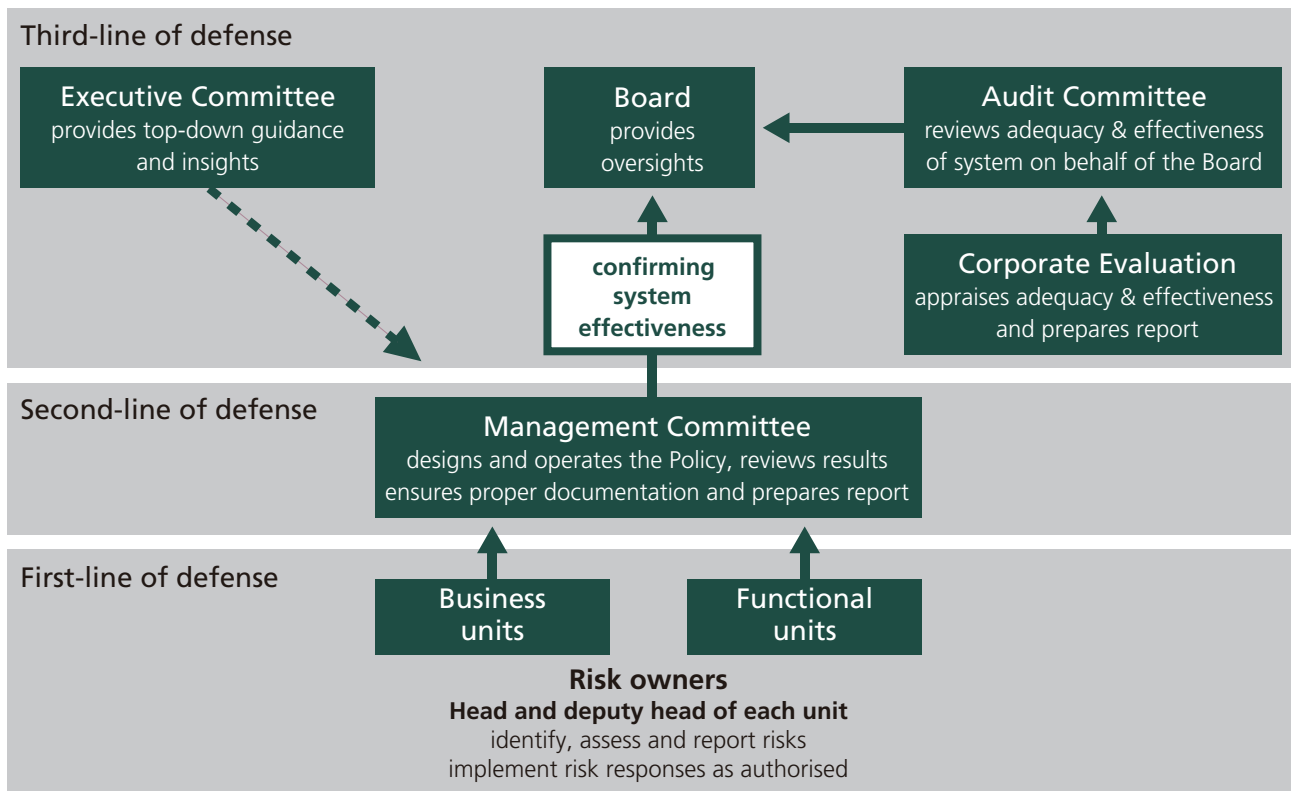 Third-line of defense
Executive Committee
provides top-down guidance
and insights
Board
provides
oversights
Audit Committee
reviews adequacy & effectiveness
of system on behalf of the Board
confirming
system
effectiveness
Corporate Evaluation
appraises adequacy & effectiveness
and prepares report
Second-line of defense
Management Committee
designs and operates the Policy, reviews results
ensures proper documentation and prepares report
First-line of defense
Business
units
Functional
units
Risk owners
Head and deputy head of each unit
identify, assess and report risks
implement risk responses as authorised